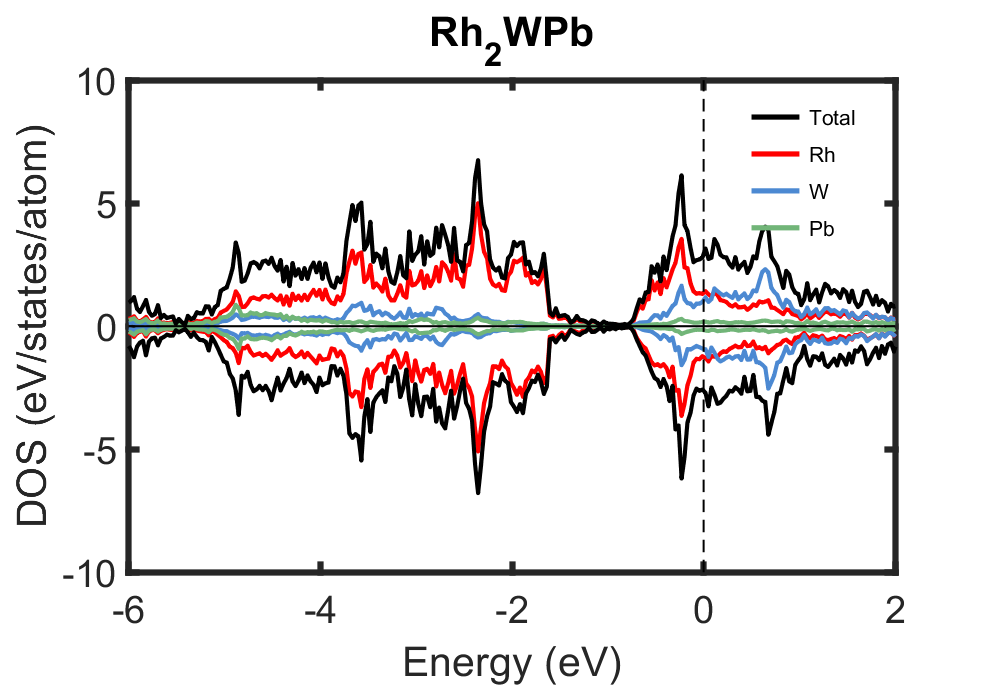 Rh₂WPb
DOS (eV/states/atom)
10
5
0
-5
-10
Total
Rh
W
Pb
-6
-4
-2
0
2
Energy (eV)